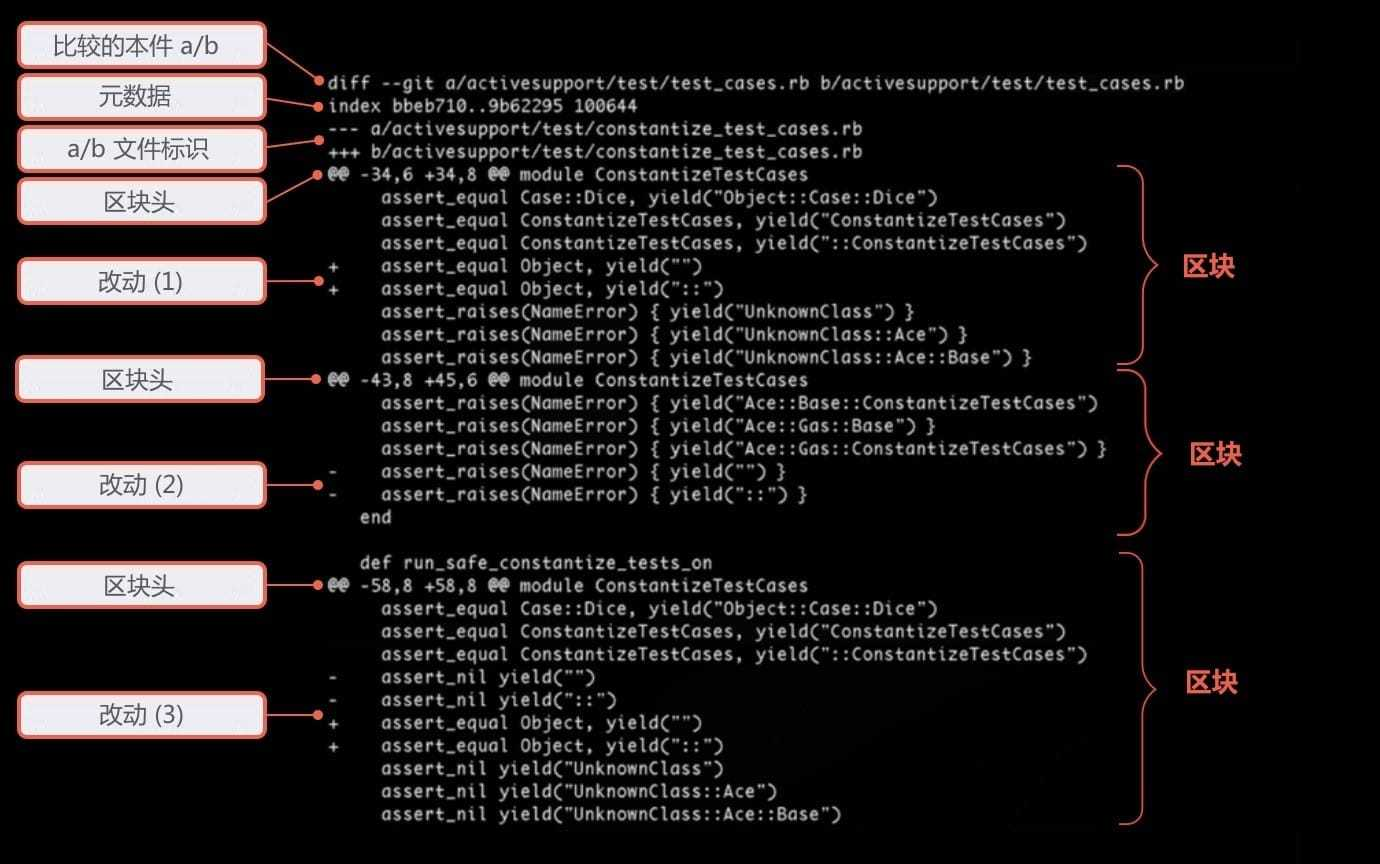 比较的本件 a/b
元数据
a/b 文件标识
区块头
改动 (1)
区块头
改动 (2)
区块头
改动 (3)
diff --git a/activesupport/test/test_cases.rb b/activesupport/test/test_cases.rb
index bbeb710..9b62295 100644
--- a/activesupport/test/constantize_test_cases.rb
+++ b/activesupport/test/constantize_test_cases.rb
@@ -34,6 +34,8 @@ module ConstantizeTestCases
     assert_equal Case::Dice, yield("Object::Case::Dice")
     assert_equal ConstantizeTestCases, yield("ConstantizeTestCases")
     assert_equal ConstantizeTestCases, yield("::ConstantizeTestCases")
+    assert_equal Object, yield("")
+    assert_equal Object, yield("::")
     assert_raises(NameError) { yield("UnknownClass") }
     assert_raises(NameError) { yield("UnknownClass::Ace") }
     assert_raises(NameError) { yield("UnknownClass::Ace::Base") }
@@ -43,8 +45,6 @@ module ConstantizeTestCases
     assert_raises(NameError) { yield("Ace::Base::ConstantizeTestCases")
     assert_raises(NameError) { yield("Ace::Gas::Base") }
     assert_raises(NameError) { yield("Ace::Gas::ConstantizeTestCases") }
-    assert_raises(NameError) { yield("") }
-    assert_raises(NameError) { yield("::") }
   end
   def run_safe_constantize_tests_on
@@ -58,8 +58,8 @@ module ConstantizeTestCases
     assert_equal Case::Dice, yield("Object::Case::Dice")
     assert_equal ConstantizeTestCases, yield("ConstantizeTestCases")
     assert_equal ConstantizeTestCases, yield("::ConstantizeTestCases")
-    assert_nil yield("")
-    assert_nil yield("::")
+    assert_equal Object, yield("")
+    assert_equal Object, yield("::")
     assert_nil yield("UnknownClass")
     assert_nil yield("UnknownClass::Ace")
     assert_nil yield("UnknownClass::Ace::Base")
区块
区块
区块